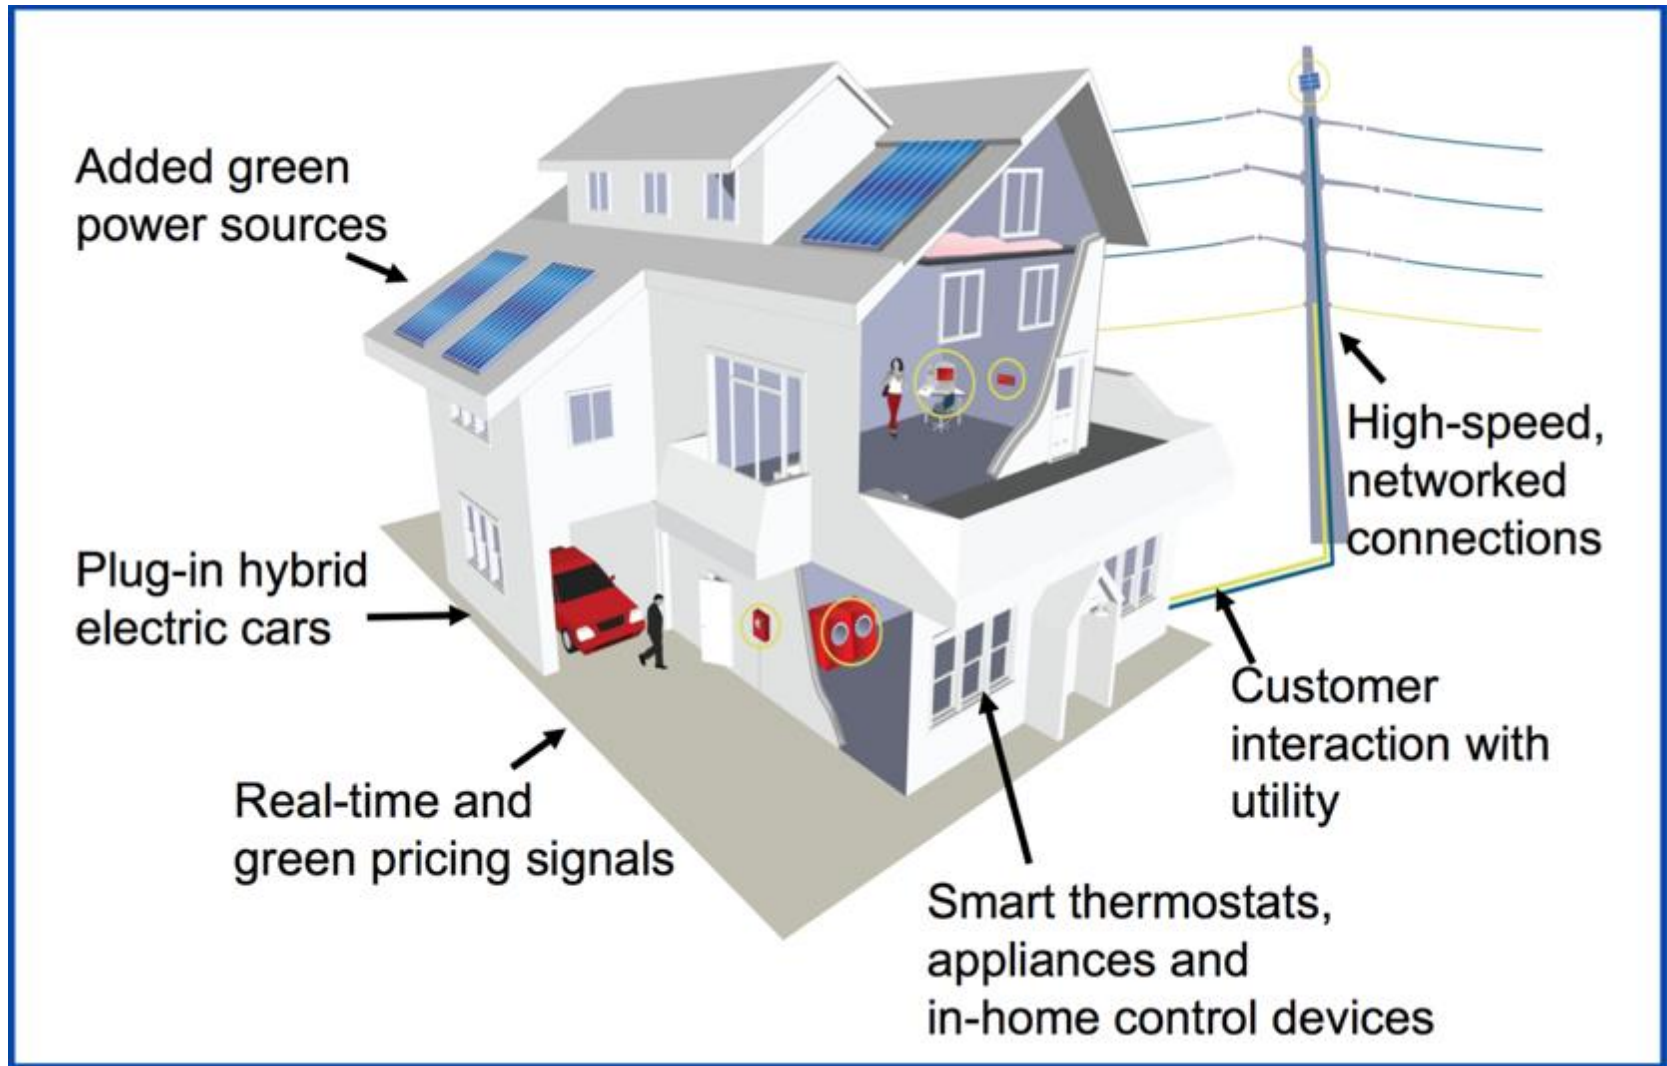 Added green
power sources
High-speed,
networked
connections
Plug-in hybrid
electric cars
Customer
interaction with
utility
Real-time and
green pricing signals
Smart thermostats,
appliances and
in-home control devices